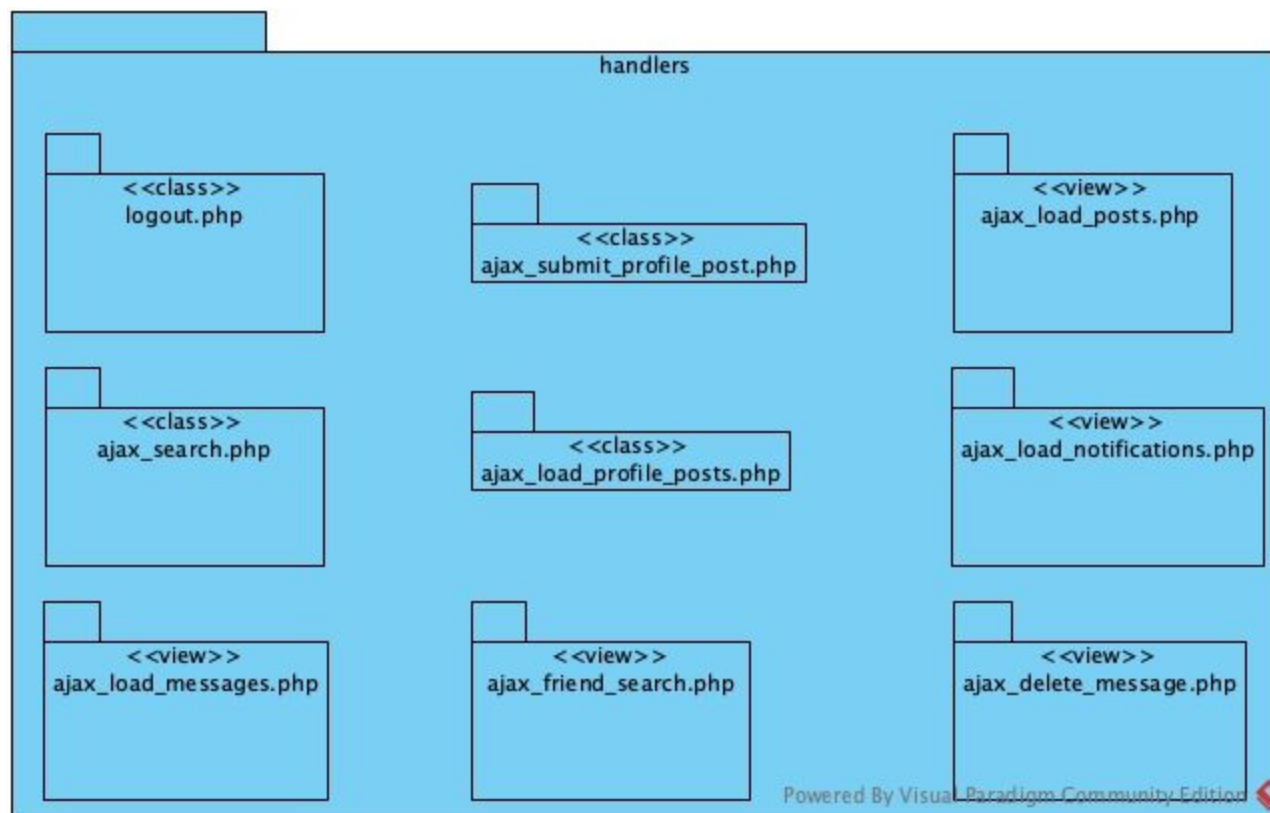 handlers
<<class>>
logout.php
<<class>>
ajax_submit_profile_post.php
<<view>>
ajax_load_posts.php
<<class>>
ajax_search.php
<<class>>
ajax_load_profile_posts.php
<<view>>
ajax_load_notifications.php
<<view>>
ajax_load_messages.php
<<view>>
ajax_friend_search.php
<<view>>
ajax_delete_message.php
Powered By Visual Paradigm Community Edition